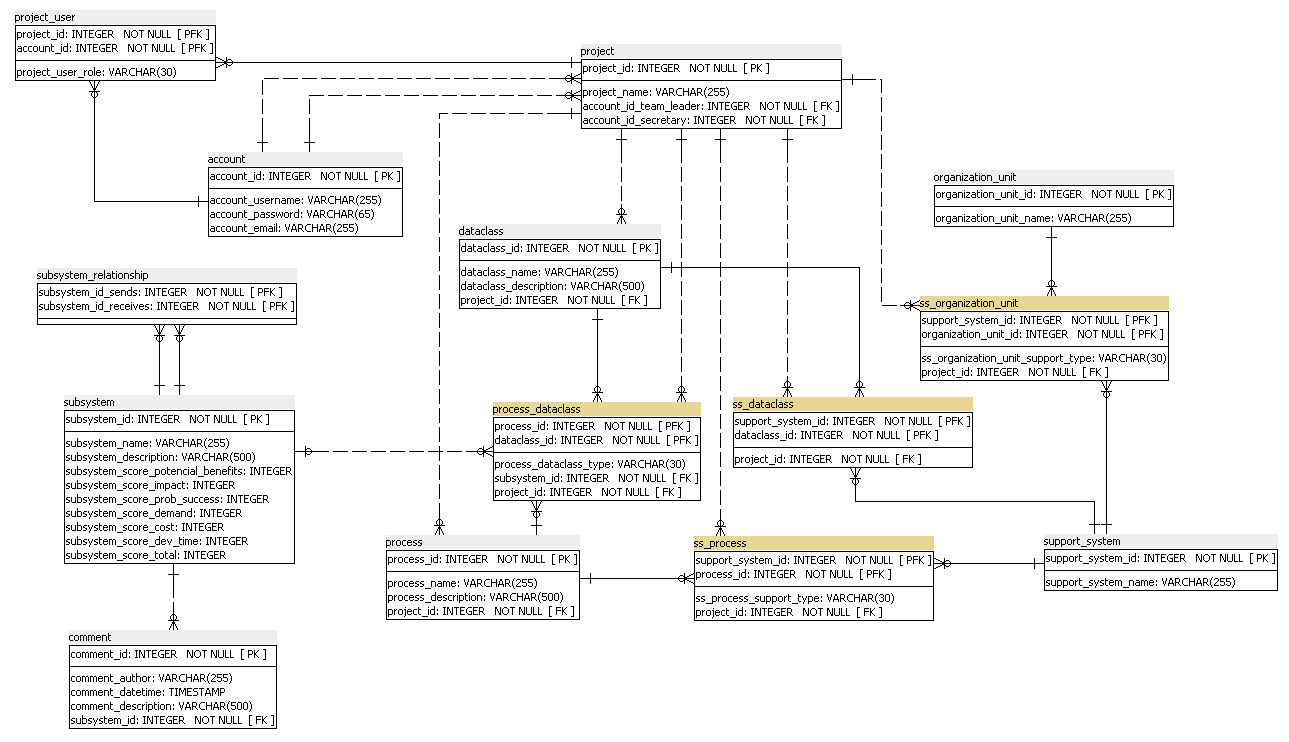 project_user
project_id: INTEGER NOT NULL [ PFK ]
account_id: INTEGER NOT NULL [ PFK ]
project_user_role: VARCHAR(30)
project
project_id: INTEGER NOT NULL [ PK ]
project_name: VARCHAR(255)
account_id_team_leader: INTEGER NOT NULL [ FK ]
account_id_secretary: INTEGER NOT NULL [ FK ]
account
account_id: INTEGER NOT NULL [ PK ]
account_username: VARCHAR(255)
account_password: VARCHAR(65)
account_email: VARCHAR(255)
organization_unit
organization_unit_id: INTEGER NOT NULL [ PK ]
organization_unit_name: VARCHAR(255)
dataclass
dataclass_id: INTEGER NOT NULL [ PK ]
dataclass_name: VARCHAR(255)
dataclass_description: VARCHAR(500)
project_id: INTEGER NOT NULL [ FK ]
subsystem_relationship
subsystem_id_sends: INTEGER NOT NULL [ PFK ]
subsystem_id_receives: INTEGER NOT NULL [ PFK ]
ss_organization_unit
support_system_id: INTEGER NOT NULL [ PFK ]
organization_unit_id: INTEGER NOT NULL [ PFK ]
ss_organization_unit_support_type: VARCHAR(30)
project_id: INTEGER NOT NULL [ FK ]
subsystem
subsystem_id: INTEGER NOT NULL [ PK ]
subsystem_name: VARCHAR(255)
subsystem_description: VARCHAR(500)
subsystem_score_potencial_benefits: INTEGER
subsystem_score_impact: INTEGER
subsystem_score_prob_success: INTEGER
subsystem_score_demand: INTEGER
subsystem_score_cost: INTEGER
subsystem_score_dev_time: INTEGER
subsystem_score_total: INTEGER
process_dataclass
process_id: INTEGER NOT NULL [ PFK ]
dataclass_id: INTEGER NOT NULL [ PFK ]
process_dataclass_type: VARCHAR(30)
subsystem_id: INTEGER NOT NULL [ FK ]
project_id: INTEGER NOT NULL [ FK ]
ss_dataclass
support_system_id: INTEGER NOT NULL [ PFK ]
dataclass_id: INTEGER NOT NULL [ PFK ]
project_id: INTEGER NOT NULL [ FK ]
process
process_id: INTEGER NOT NULL [ PK ]
process_name: VARCHAR(255)
process_description: VARCHAR(500)
project_id: INTEGER NOT NULL [ FK ]
ss_process
support_system_id: INTEGER NOT NULL [ PFK ]
process_id: INTEGER NOT NULL [ PFK ]
ss_process_support_type: VARCHAR(30)
project_id: INTEGER NOT NULL [ FK ]
support_system
support_system_id: INTEGER NOT NULL [ PK ]
support_system_name: VARCHAR(255)
comment
comment_id: INTEGER NOT NULL [ PK ]
comment_author: VARCHAR(255)
comment_datetime: TIMESTAMP
comment_description: VARCHAR(500)
subsystem_id: INTEGER NOT NULL [ FK ]